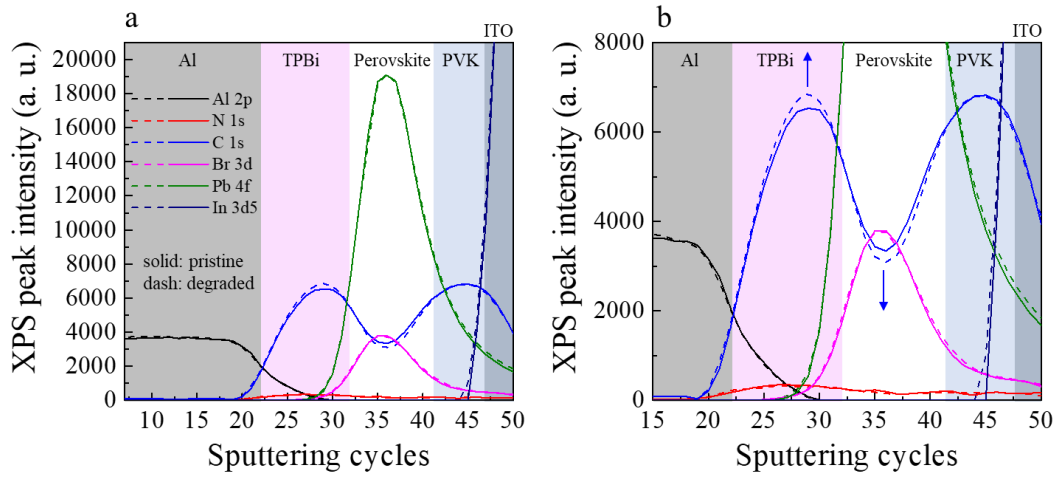 a
ITO
Al
TPBi
Perovskite
PVK
Al 2p
N 1s
C 1s
Br 3d
Pb 4f
In 3d5
solid: pristine
dash: degraded
XPS peak intensity (a. u.)
20000
18000
16000
14000
12000
10000
8000
6000
4000
2000
0
10
15
20
25
30
35
40
45
50
Sputtering cycles
b
ITO
Al
TPBi
Perovskite
PVK
XPS peak intensity (a. u.)
8000
6000
4000
2000
0
15
20
25
30
35
40
45
50
Sputtering cycles